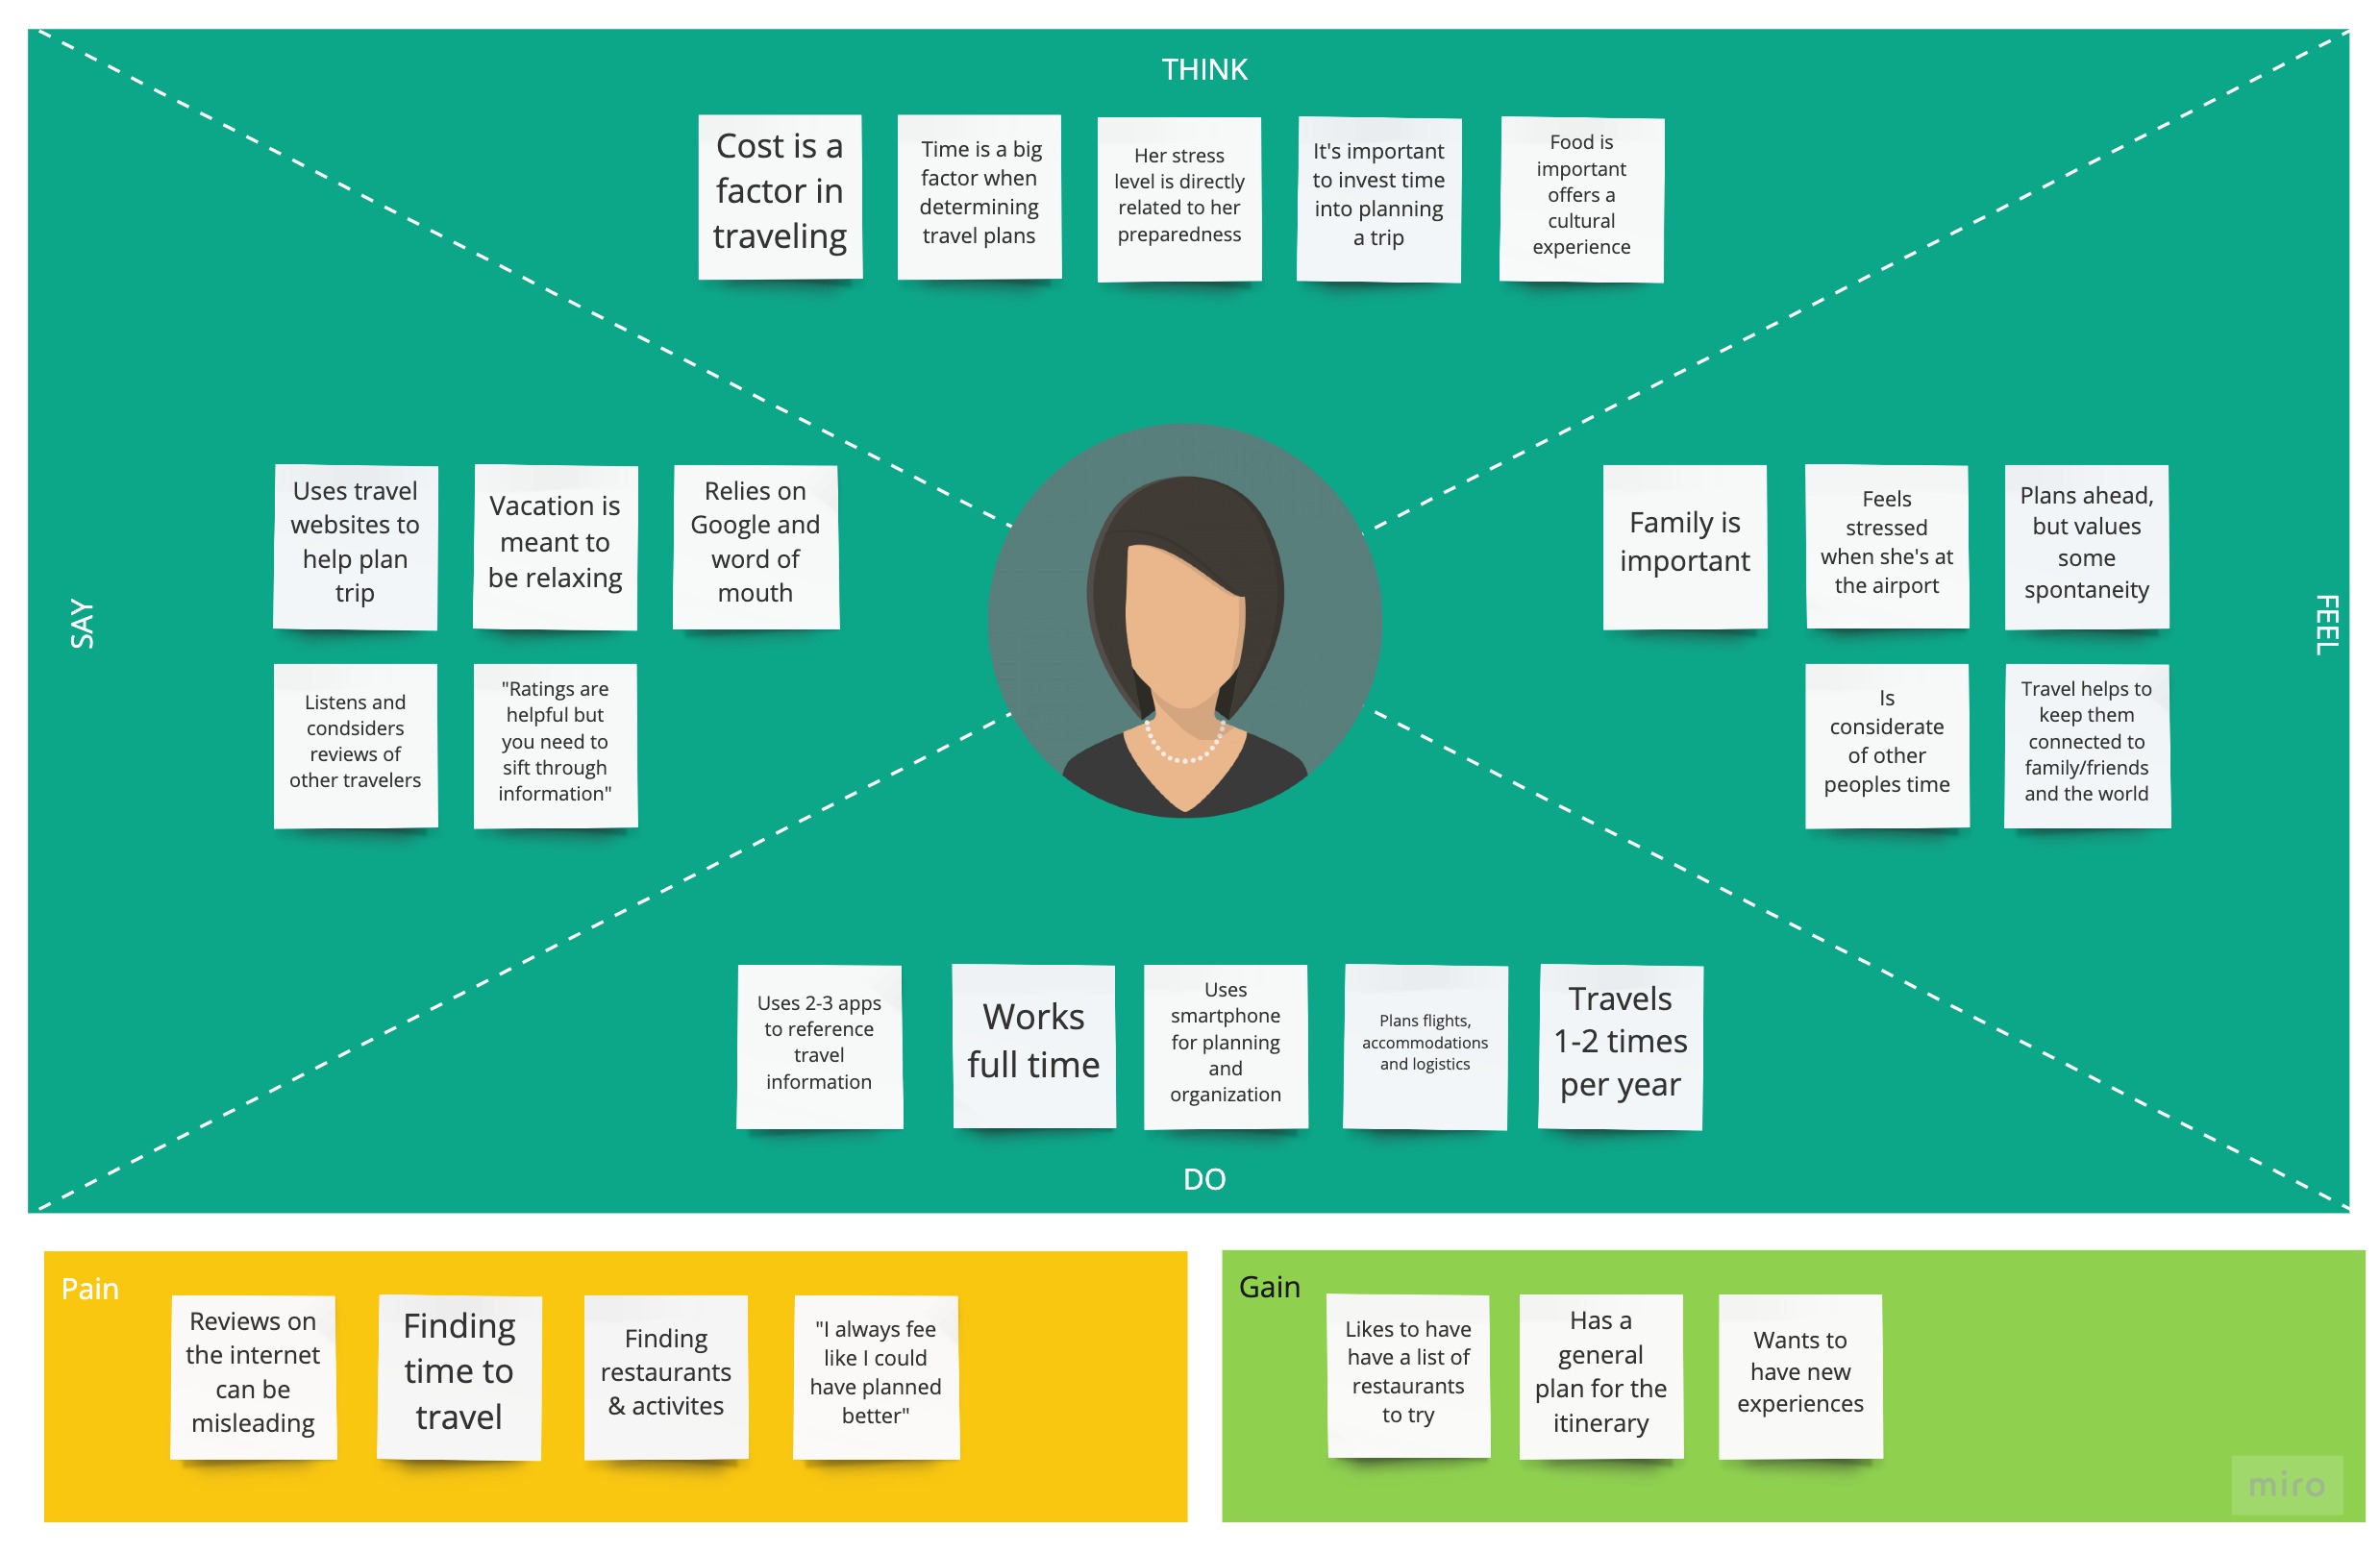 THINK
Cost is a
factor in
traveling
Time is a big
factor when
determining
travel plans
Her stress
level is directly
related to her
preparedness
It's important
to invest time
into planning
a trip
Food is
important
offers a
cultural
experience
SAY
Uses travel
websites to
help plan
trip
Vacation is
meant to
be relaxing
Relies on
Google and
word of
mouth
Listens and
condsiders
reviews of
other travelers
"Ratings are
helpful but
you need to
sift through
information"
FEEL
Family is
important
Feels
stressed
when she's at
the airport
Plans ahead,
but values
some
spontaneity
Is
considerate
of other
peoples time
Travel helps to
keep them
connected to
family/friends
and the world
Uses 2-3 apps
to reference
travel
information
Works
full time
Uses
smartphone
for planning
and
organization
Plans flights,
accommodations
and logistics
Travels
1-2 times
per year
DO
Pain
Reviews on
the internet
can be
misleading
Finding
time to
travel
Finding
restaurants
& activites
"I always fee
like I could
have planned
better"
Gain
Likes to have
have a list of
restaurants
to try
Has a
general
plan for the
itinerary
Wants to
have new
experiences
miro